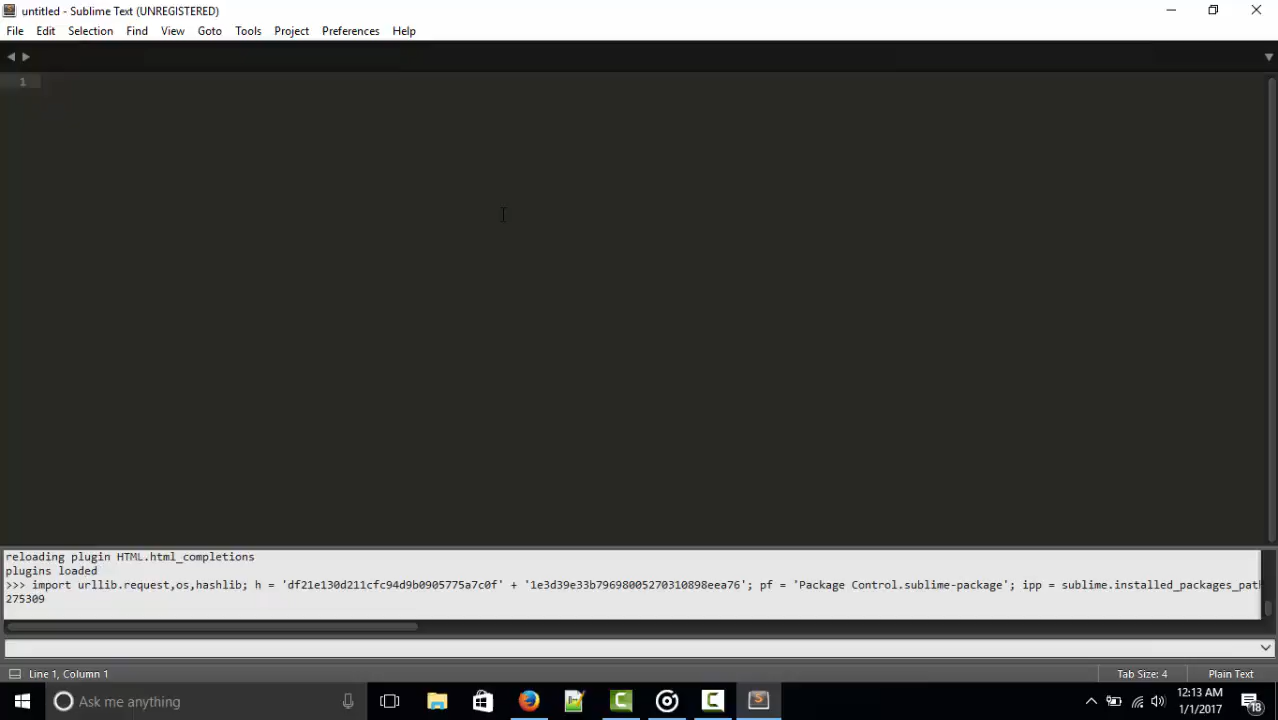 untitled - Sublime Text (UNREGISTERED)
File Edit Selection Find View Goto Tools Project Preferences Help
1
reloading plugin HTML.html_completions
plugins loaded
>>> import urllib.request,os,hashlib; h = 'df21e130d211cfc94d9b0905775a7c0f' + '1e3d39e33b79698005270310898eea76'; pf = 'Package Control.sublime-package'; ipp = sublime.installed_packages_path
275309
Line 1, Column 1
Tab Size: 4
Plain Text
Ask me anything
12:13 AM
1/1/2017
18